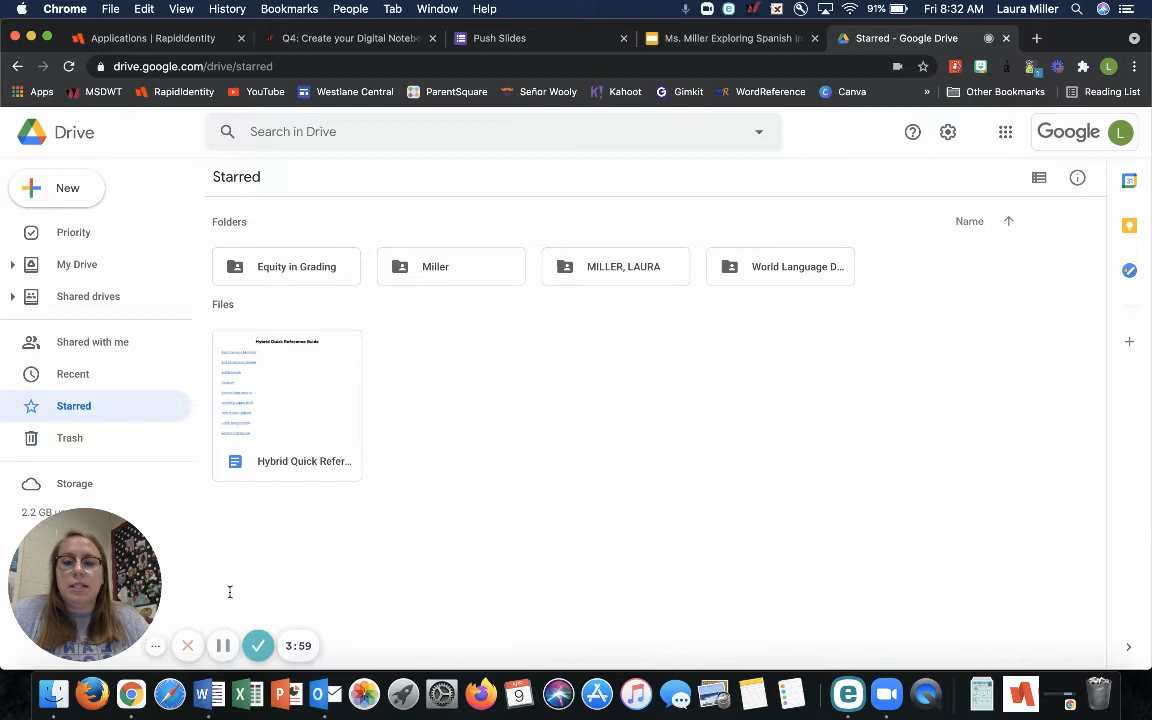 Chrome File Edit View History Bookmarks People Tab Window Help 91% Fri 8:32 AM Laura Miller
Applications | RapidIdentity
Q4: Create your Digital Notebo
Push Slides
Ms. Miller Exploring Spanish In
Starred - Google Drive
drive.google.com/drive/starred
Apps MSDWT RapidIdentity YouTube Westlane Central ParentSquare Señor Wooly Kahoot Gimkit WordReference Canva » Other Bookmarks Reading List
Drive
Search in Drive
Google L
New
Starred
Priority
My Drive
Shared drives
Shared with me
Recent
Starred
Trash
Storage
2.2 GB
Folders
Name
Equity in Grading
Miller
MILLER, LAURA
World Language D...
Files
Hybrid Quick Reference Guide
Hybrid Quick Refer...
3:59
APR
9